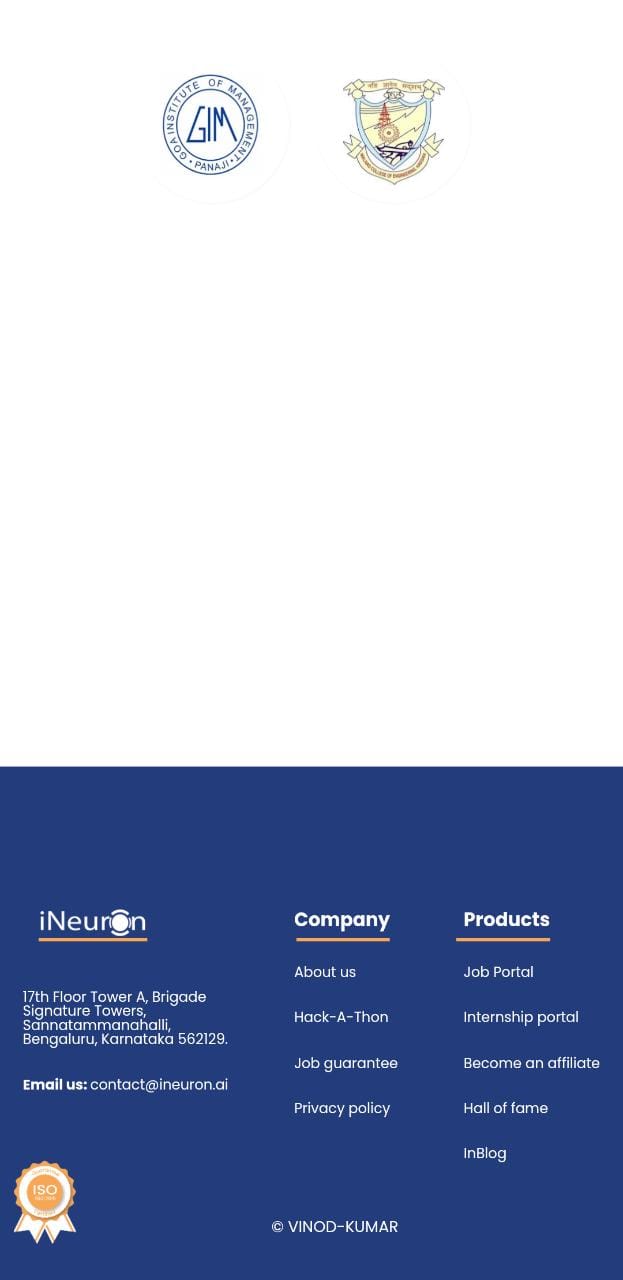 GOA INSTITUTE OF MANAGEMENT
GIM
PANAJI
iNeuron
17th Floor Tower A, Brigade
Signature Towers,
Sannatammanahalli,
Bengaluru, Karnataka 562129.
Email us: contact@ineuron.ai
Company
About us
Hack-A-Thon
Job guarantee
Privacy policy
Products
Job Portal
Internship portal
Become an affiliate
Hall of fame
InBlog
ISO
© VINOD-KUMAR